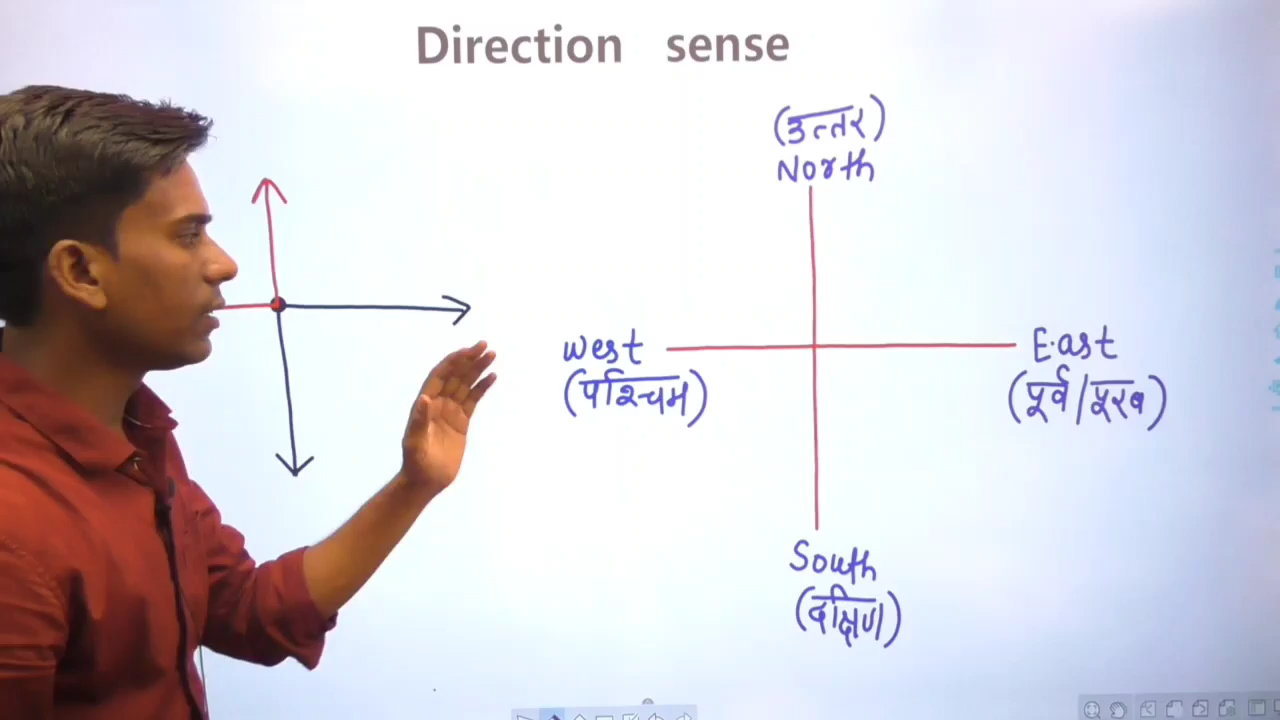 Direction sense
(उत्तर)
North
West
(पश्चिम)
East
(पूर्व/पूरब)
South
(दक्षिण)